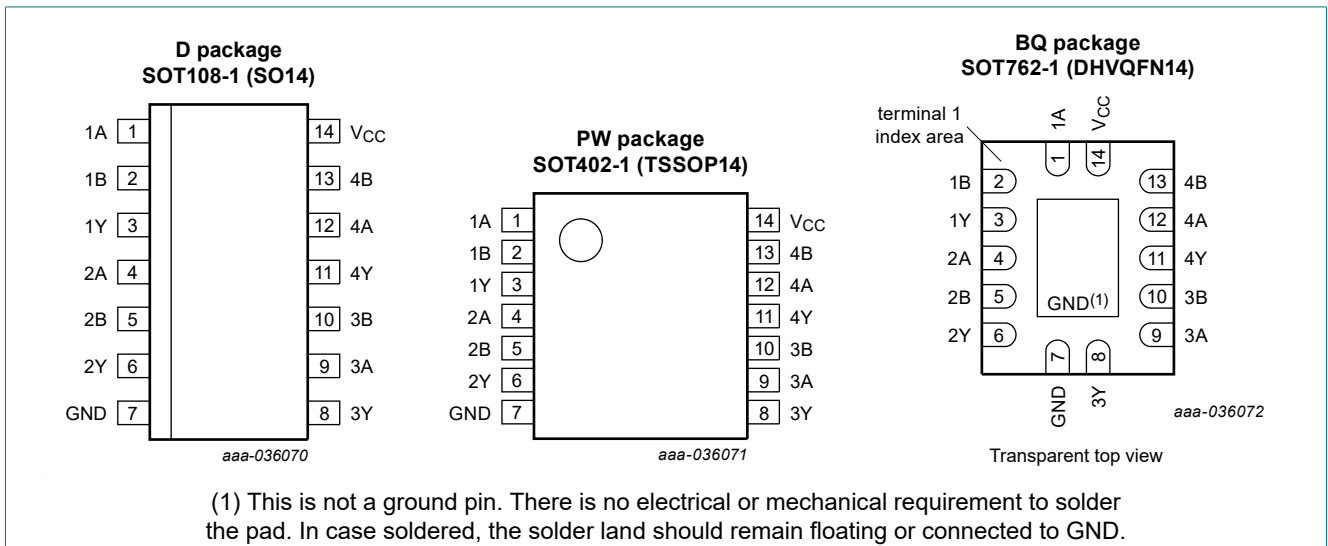 D package
SOT108-1 (SO14)
1A 1
1B 2
1Y 3
2A 4
2B 5
2Y 6
GND 7
14 VCC
13 4B
12 4A
11 4Y
10 3B
9 3A
8 3Y
aaa-036070
PW package
SOT402-1 (TSSOP14)
1A 1
1B 2
1Y 3
2A 4
2B 5
2Y 6
GND 7
14 VCC
13 4B
12 4A
11 4Y
10 3B
9 3A
8 3Y
aaa-036071
BQ package
SOT762-1 (DHVQFN14)
terminal 1
index area
1A
VCC
1
14
1B 2
1Y 3
2A 4
2B 5
2Y 6
13 4B
12 4A
11 4Y
10 3B
9 3A
GND(1)
7
8
GND
3Y
aaa-036072
Transparent top view
(1) This is not a ground pin. There is no electrical or mechanical requirement to solder
the pad. In case soldered, the solder land should remain floating or connected to GND.